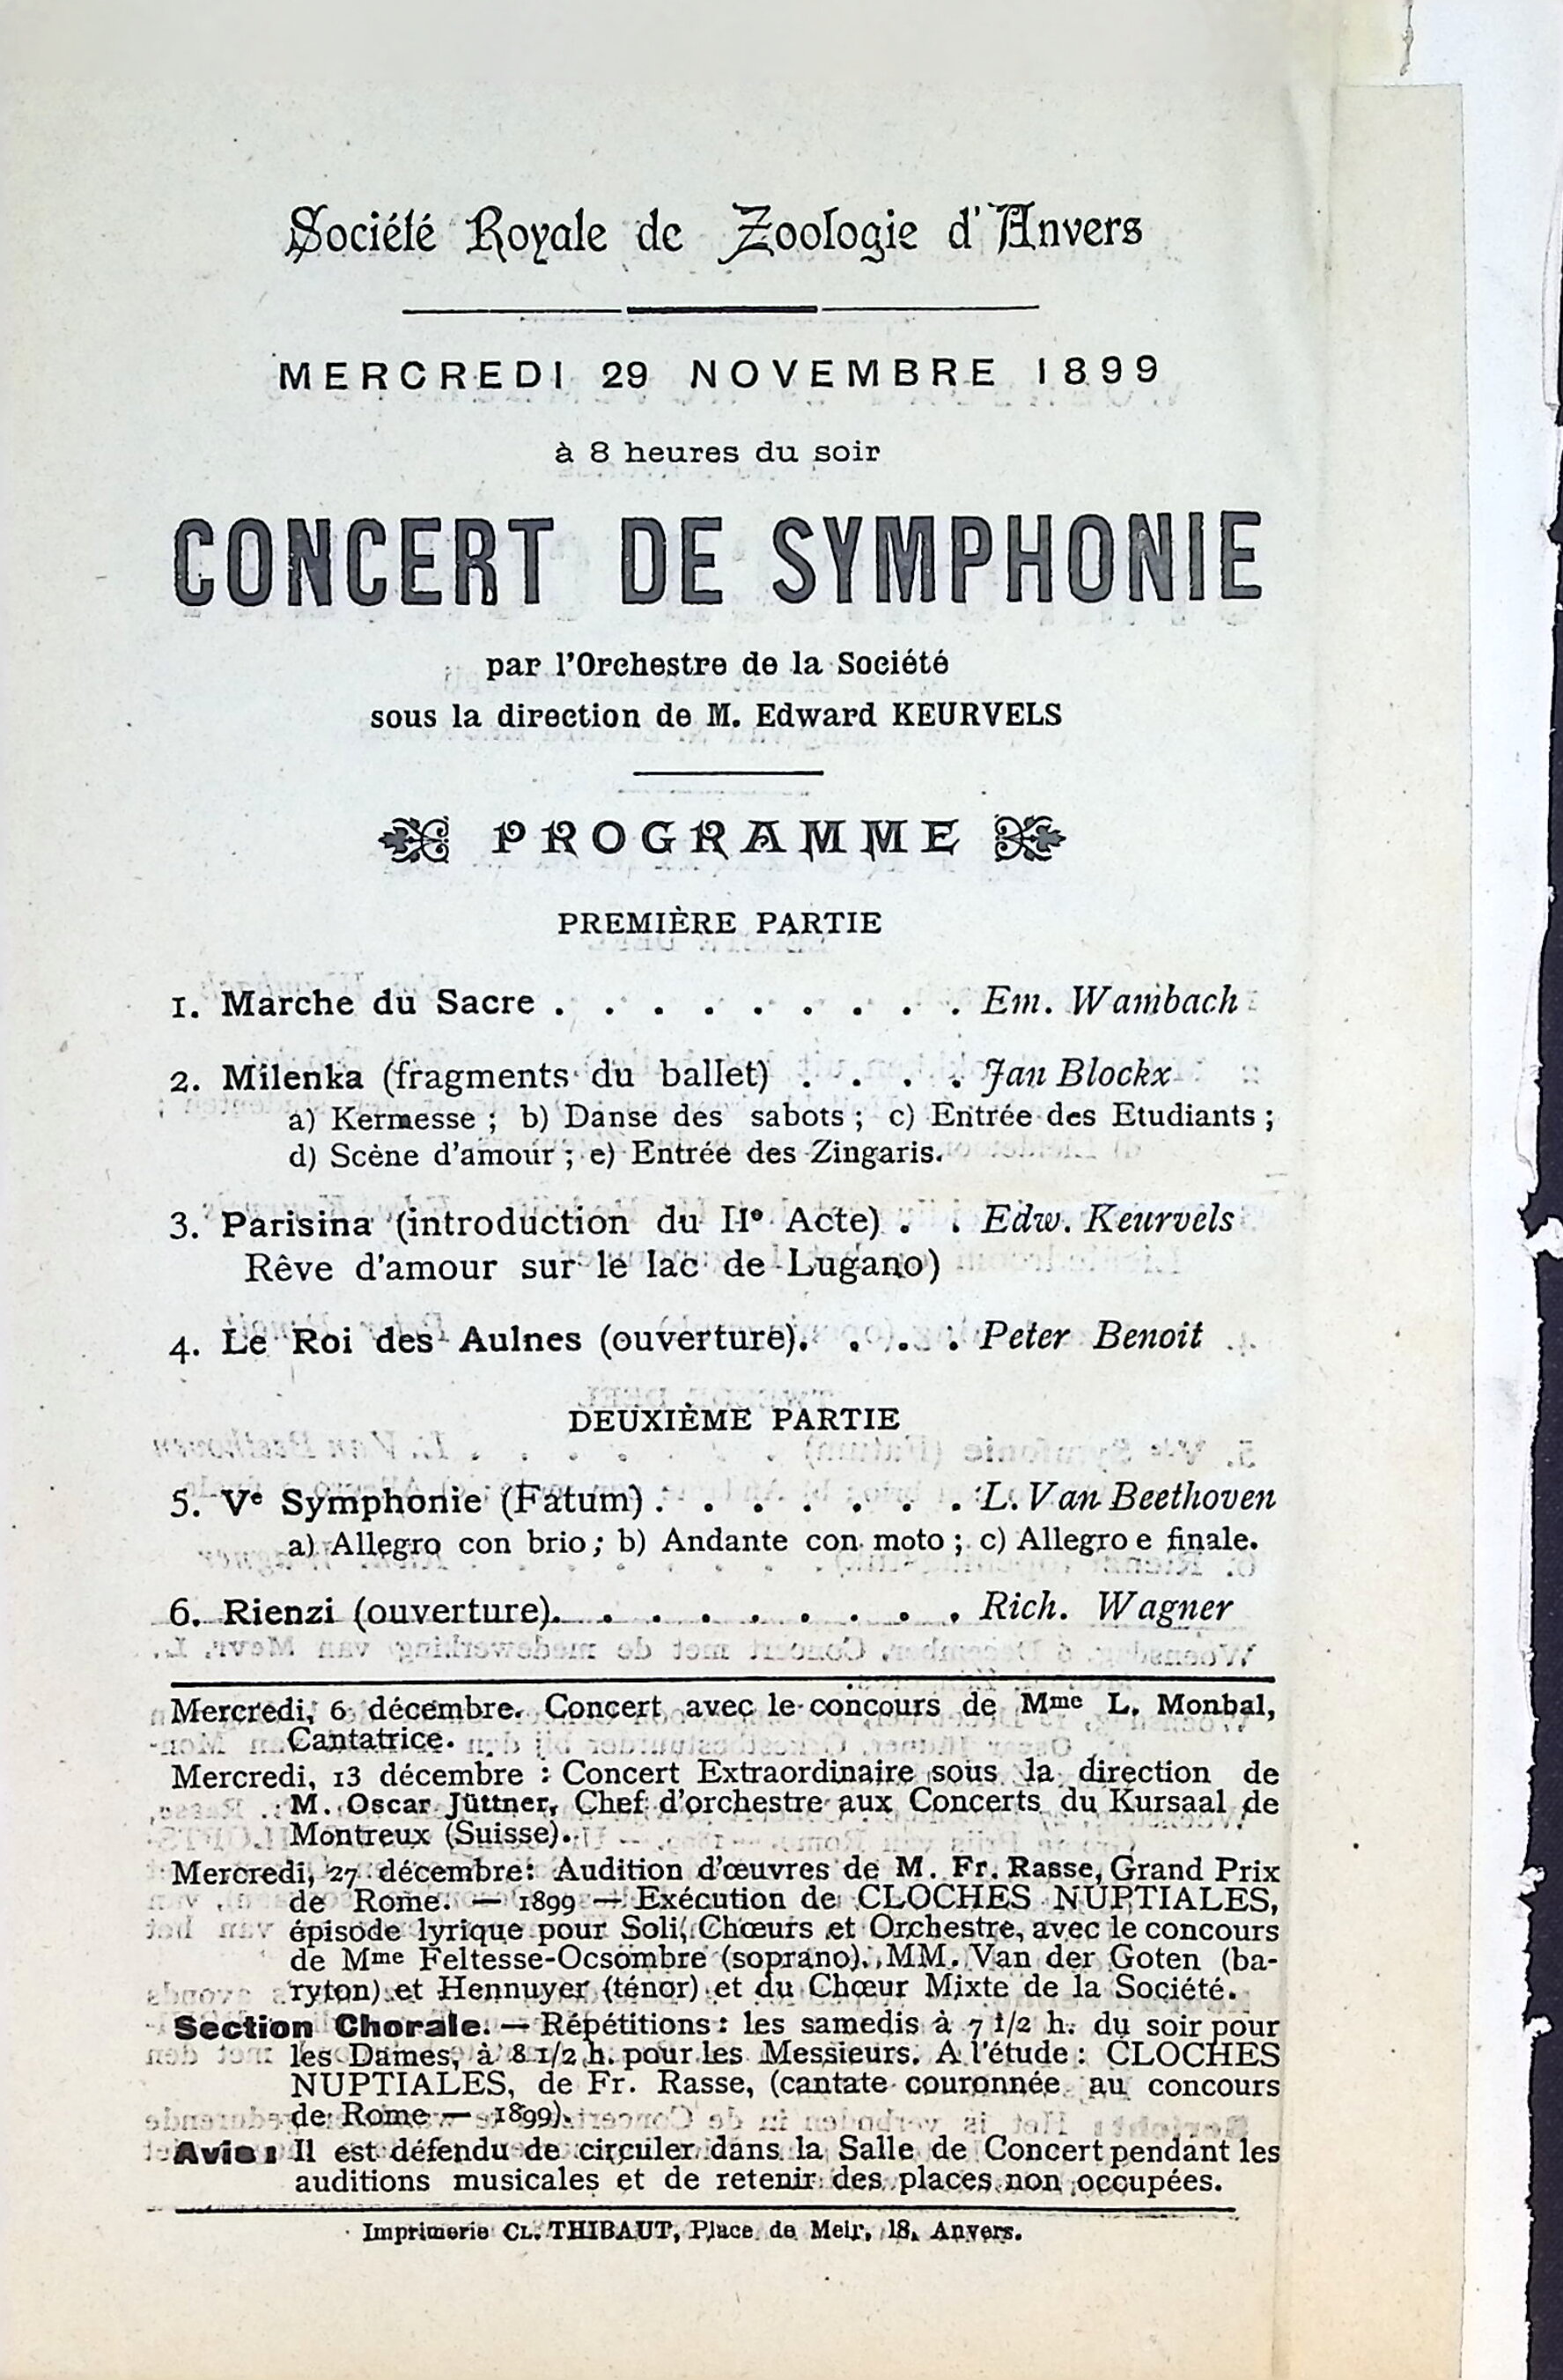 Société Royale de Zoologie d'Anvers
MERCREDI 29 NOVEMBRE 1899
à 8 heures du soir
CONCERT DE SYMPHONIE
par l'Orchestre de la Société
sous la direction de M. Edward KEURVELS
PROGRAMME
PREMIÈRE PARTIE
1. Marche du Sacre . . . . . . . . . Em. Wambach
2. Milenka (fragments du ballet) . . . . Jan Blockx
a) Kermesse ; b) Danse des sabots ; c) Entrée des Etudiants ;
d) Scène d'amour ; e) Entrée des Zingaris.
3. Parisina (introduction du IIe Acte) . . Edw. Keurvels
Rêve d'amour sur le lac de Lugano)
4. Le Roi des Aulnes (ouverture). . . . Peter Benoit
DEUXIÈME PARTIE
5. Ve Symphonie (Fatum) . . . . . . . L. Van Beethoven
a) Allegro con brio ; b) Andante con moto ; c) Allegro e finale.
6. Rienzi (ouverture). . . . . . . . . Rich. Wagner
Mercredi, 6 décembre. Concert avec le concours de Mme L. Monbal,
Cantatrice.
Mercredi, 13 décembre : Concert Extraordinaire sous la direction de
M. Oscar Jüttner, Chef d'orchestre aux Concerts du Kursaal de
Montreux (Suisse).
Mercredi, 27 décembre : Audition d'œuvres de M. Fr. Rasse, Grand Prix
de Rome. — 1899 — Exécution de CLOCHES NUPTIALES,
épisode lyrique pour Soli, Chœurs et Orchestre, avec le concours
de Mme Feltesse-Ocsombre (soprano). MM. Van der Goten (ba-
ryton) et Hennuyer (ténor) et du Chœur Mixte de la Société.
Section Chorale. — Répétitions : les samedis à 7 1/2 h. du soir pour
les Dames, à 8 1/2 h. pour les Messieurs. A l'étude : CLOCHES
NUPTIALES, de Fr. Rasse, (cantate couronnée au concours
de Rome — 1899).
Avis : Il est défendu de circuler dans la Salle de Concert pendant les
auditions musicales et de retenir des places non occupées.
Imprimerie CL. THIBAUT, Place de Meir, 18, Anvers.